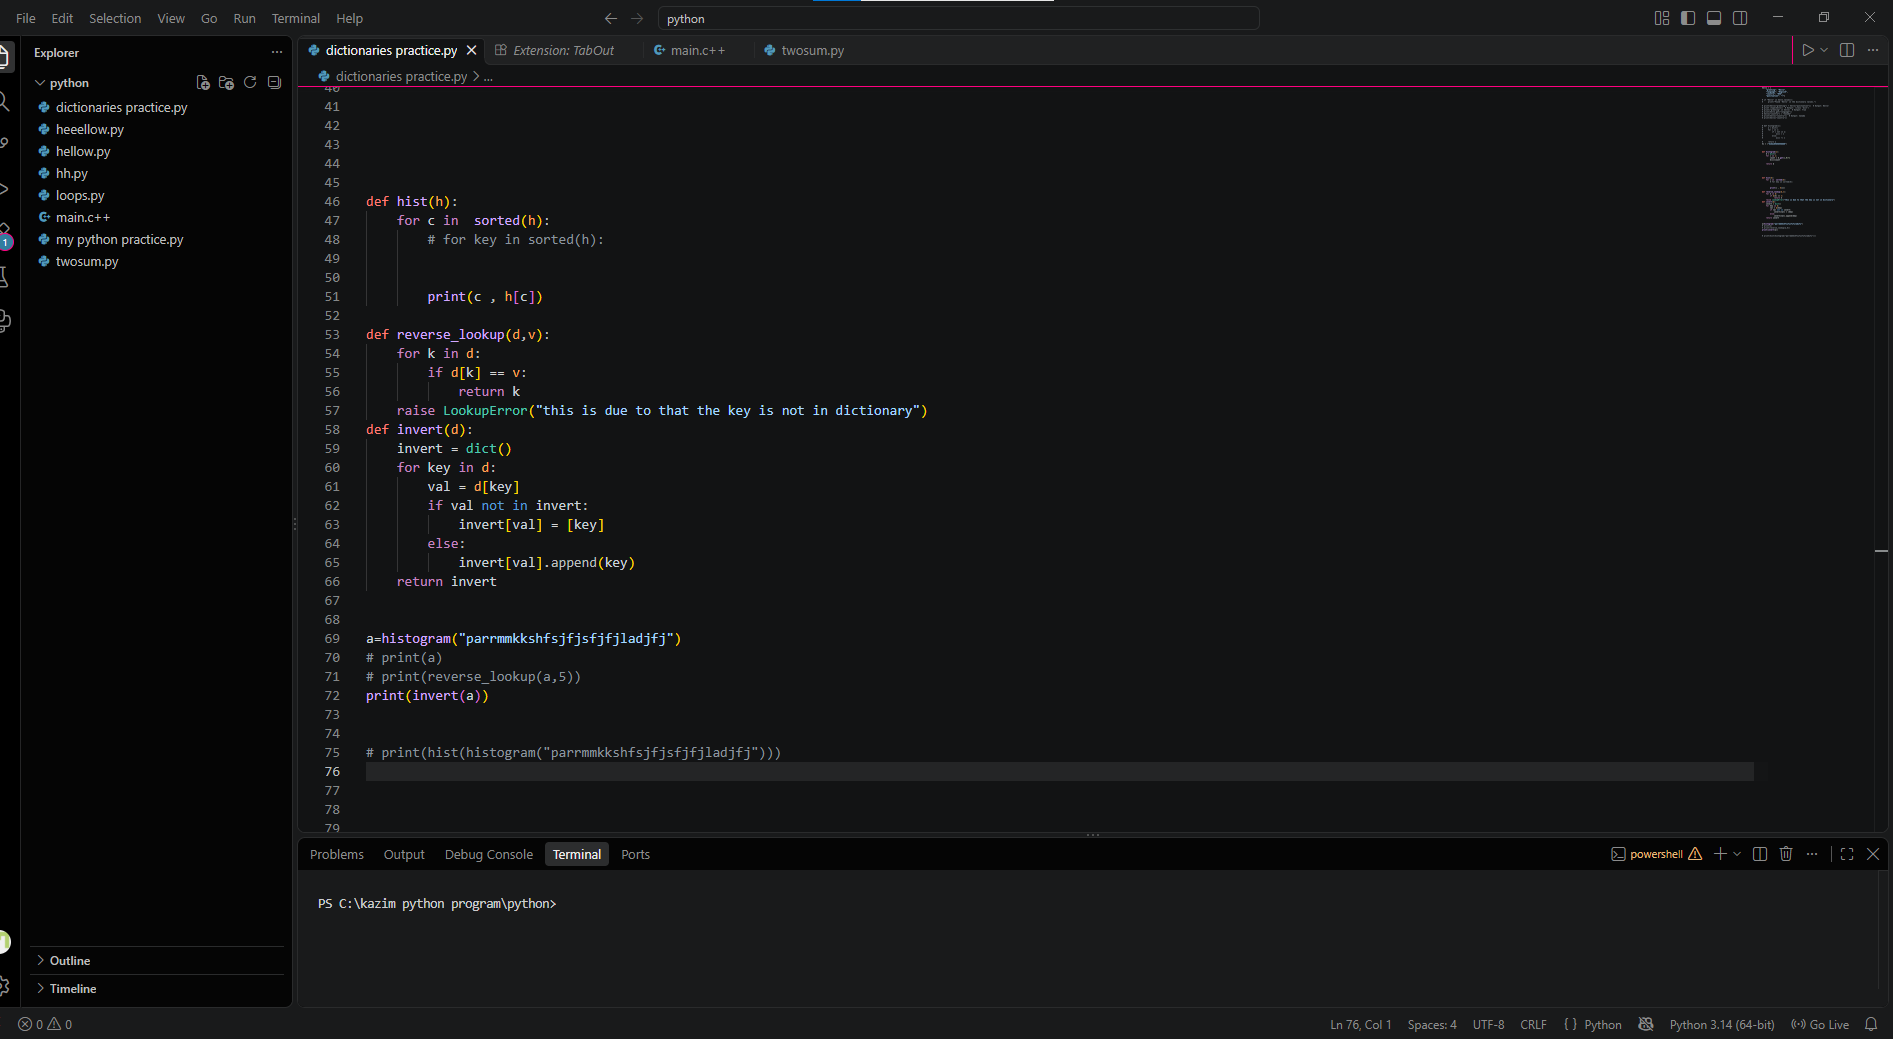 File Edit Selection View Go Run Terminal Help
python
Explorer
python
dictionaries practice.py
heeellow.py
hellow.py
hh.py
loops.py
main.c++
my python practice.py
twosum.py
1
Outline
Timeline
dictionaries practice.py Extension: TabOut main.c++ twosum.py
dictionaries practice.py > ...
40
41
42
43
44
45
46 def hist(h):
47     for c in  sorted(h):
48         # for key in sorted(h):
49
50
51         print(c , h[c])
52
53 def reverse_lookup(d,v):
54     for k in d:
55         if d[k] == v:
56             return k
57     raise LookupError("this is due to that the key is not in dictionary")
58 def invert(d):
59     invert = dict()
60     for key in d:
61         val = d[key]
62         if val not in invert:
63             invert[val] = [key]
64         else:
65             invert[val].append(key)
66     return invert
67
68
69 a=histogram("parrmmkkshfsjfjsfjfjladjfj")
70 # print(a)
71 # print(reverse_lookup(a,5))
72 print(invert(a))
73
74
75 # print(hist(histogram("parrmmkkshfsjfjsfjfjladjfj")))
76
77
78
79
Problems Output Debug Console Terminal Ports
powershell
PS C:\kazim python program\python>
0 0
Ln 76, Col 1 Spaces: 4 UTF-8 CRLF { } Python Python 3.14 (64-bit) Go Live